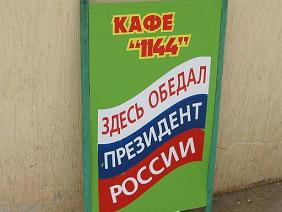 КАФЕ
"1144"
ЗДЕСЬ ОБЕДАЛ
ПРЕЗИДЕНТ
РОССИИ